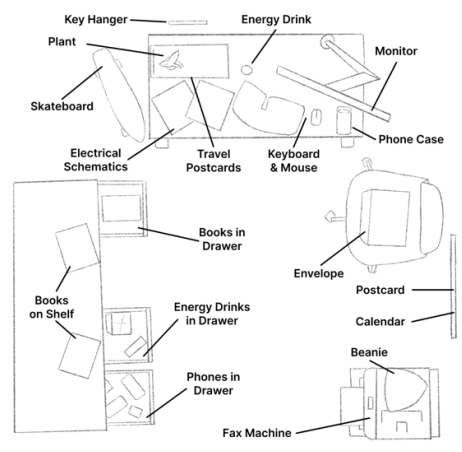 Key Hanger
Energy Drink
Plant
Monitor
Skateboard
Electrical
Schematics
Travel
Postcards
Keyboard
& Mouse
Phone Case
Books in
Drawer
Envelope
Postcard
Books
on Shelf
Energy Drinks
in Drawer
Calendar
Beanie
Phones in
Drawer
Fax Machine